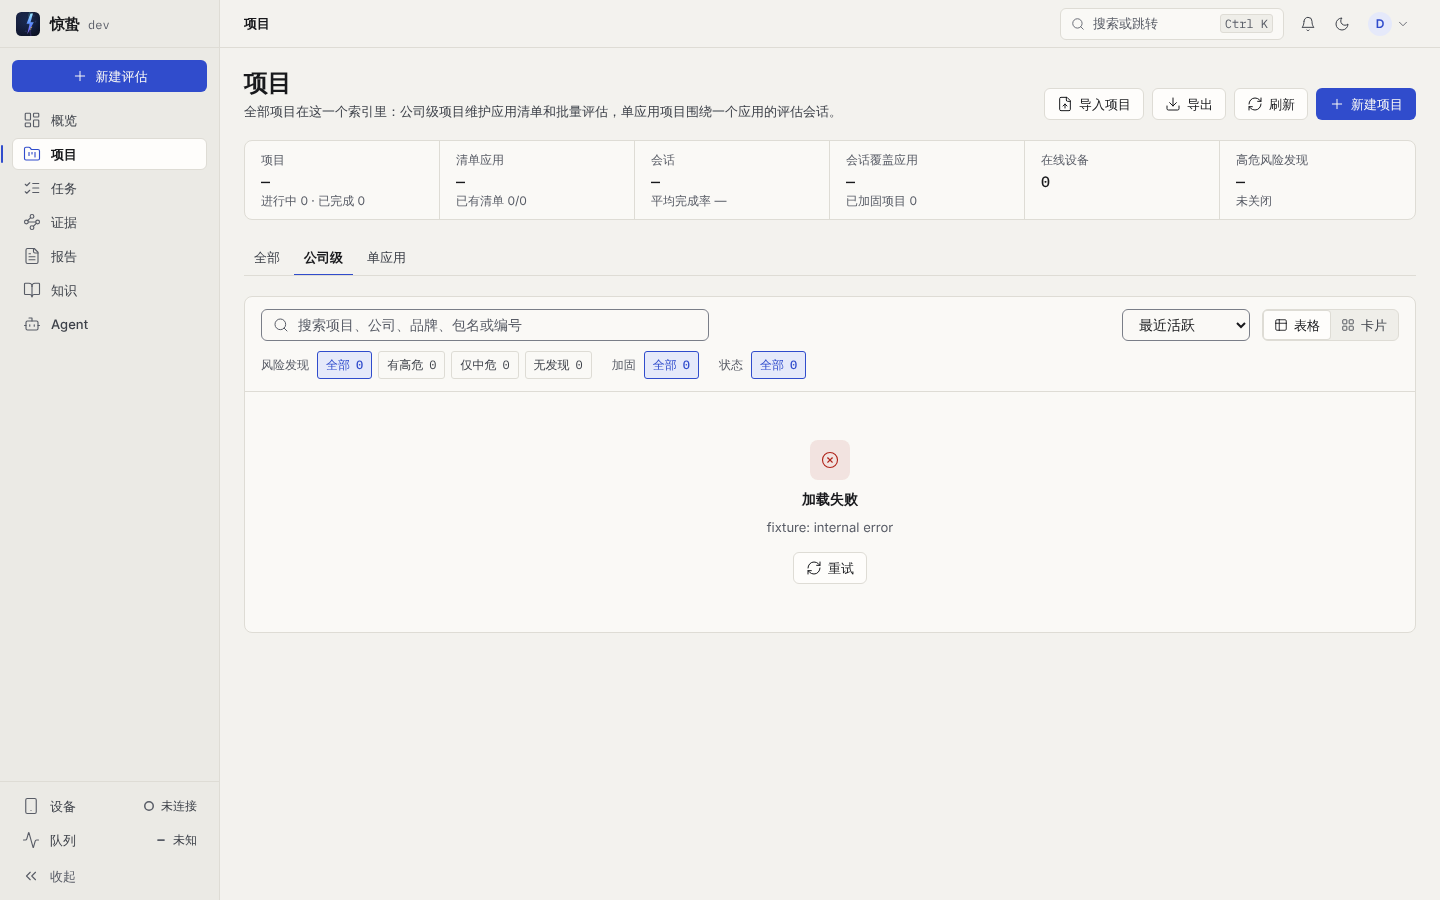 惊蛰 dev
项目
搜索或跳转 Ctrl K
D
新建评估
概览
项目
任务
证据
报告
知识
Agent
项目
全部项目在这一个索引里：公司级项目维护应用清单和批量评估，单应用项目围绕一个应用的评估会话。
导入项目 导出 刷新 新建项目
项目
—
进行中 0 · 已完成 0
清单应用
—
已有清单 0/0
会话
—
平均完成率 —
会话覆盖应用
—
已加固项目 0
在线设备
0
高危风险发现
—
未关闭
全部 公司级 单应用
搜索项目、公司、品牌、包名或编号
最近活跃 表格 卡片
风险发现 全部 0 有高危 0 仅中危 0 无发现 0 加固 全部 0 状态 全部 0
加载失败
fixture: internal error
重试
设备 未连接
队列 — 未知
收起